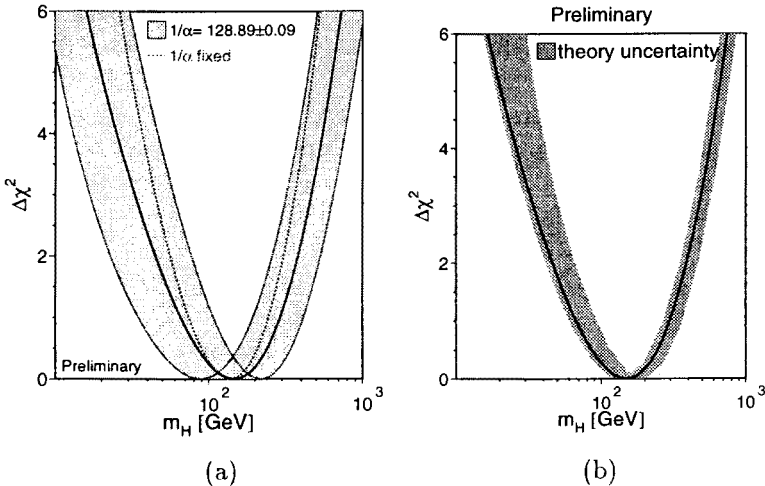 Preliminary
6
4
2
0
Δχ²
1/α= 128.89±0.09
1/α fixed
Preliminary
10²
10³
m_H [GeV]
(a)
6
4
2
0
Δχ²
theory uncertainty
10²
10³
m_H [GeV]
(b)